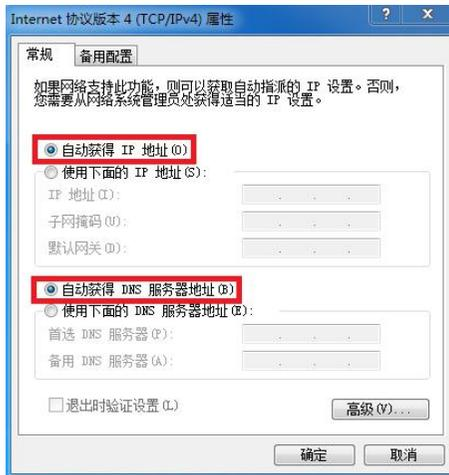 Internet 协议版本 4 (TCP/IPv4) 属性
常规
备用配置
如果网络支持此功能，则可以获取自动指派的 IP 设置。否则，
您需要从网络系统管理员处获得适当的 IP 设置。
自动获得 IP 地址(O)
使用下面的 IP 地址(S):
IP 地址(I):
子网掩码(U):
默认网关(D):
自动获得 DNS 服务器地址(B)
使用下面的 DNS 服务器地址(E):
首选 DNS 服务器(P):
备用 DNS 服务器(A):
退出时验证设置(L)
高级(V)...
确定
取消